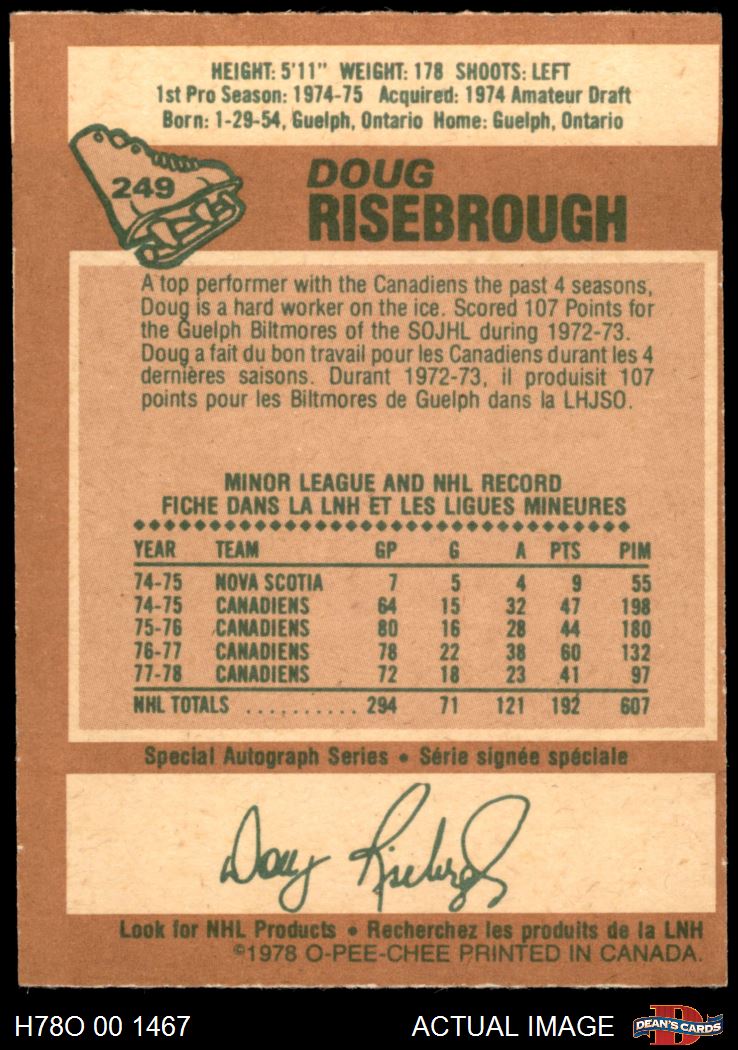 HEIGHT: 5'11" WEIGHT: 178 SHOOTS: LEFT
1st Pro Season: 1974-75 Acquired: 1974 Amateur Draft
Born: 1-29-54, Guelph, Ontario Home: Guelph, Ontario
249
DOUG
RISEBROUGH
A top performer with the Canadiens the past 4 seasons,
Doug is a hard worker on the ice. Scored 107 Points for
the Guelph Biltmores of the SOJHL during 1972-73.
Doug a fait du bon travail pour les Canadiens durant les 4
dernières saisons. Durant 1972-73, il produisit 107
points pour les Biltmores de Guelph dans la LHJSO.
MINOR LEAGUE AND NHL RECORD
FICHE DANS LA LNH ET LES LIGUES MINEURES
YEAR TEAM GP G A PTS PIM
74-75 NOVA SCOTIA 7 5 4 9 55
74-75 CANADIENS 64 15 32 47 198
75-76 CANADIENS 80 16 28 44 180
76-77 CANADIENS 78 22 38 60 132
77-78 CANADIENS 72 18 23 41 97
NHL TOTALS .......... 294 71 121 192 607
Special Autograph Series • Série signée spéciale
Doug Risebrough
Look for NHL Products • Recherchez les produits de la LNH
©1978 O-PEE-CHEE PRINTED IN CANADA.
H78O 00 1467 ACTUAL IMAGE DEAN'S CARDS